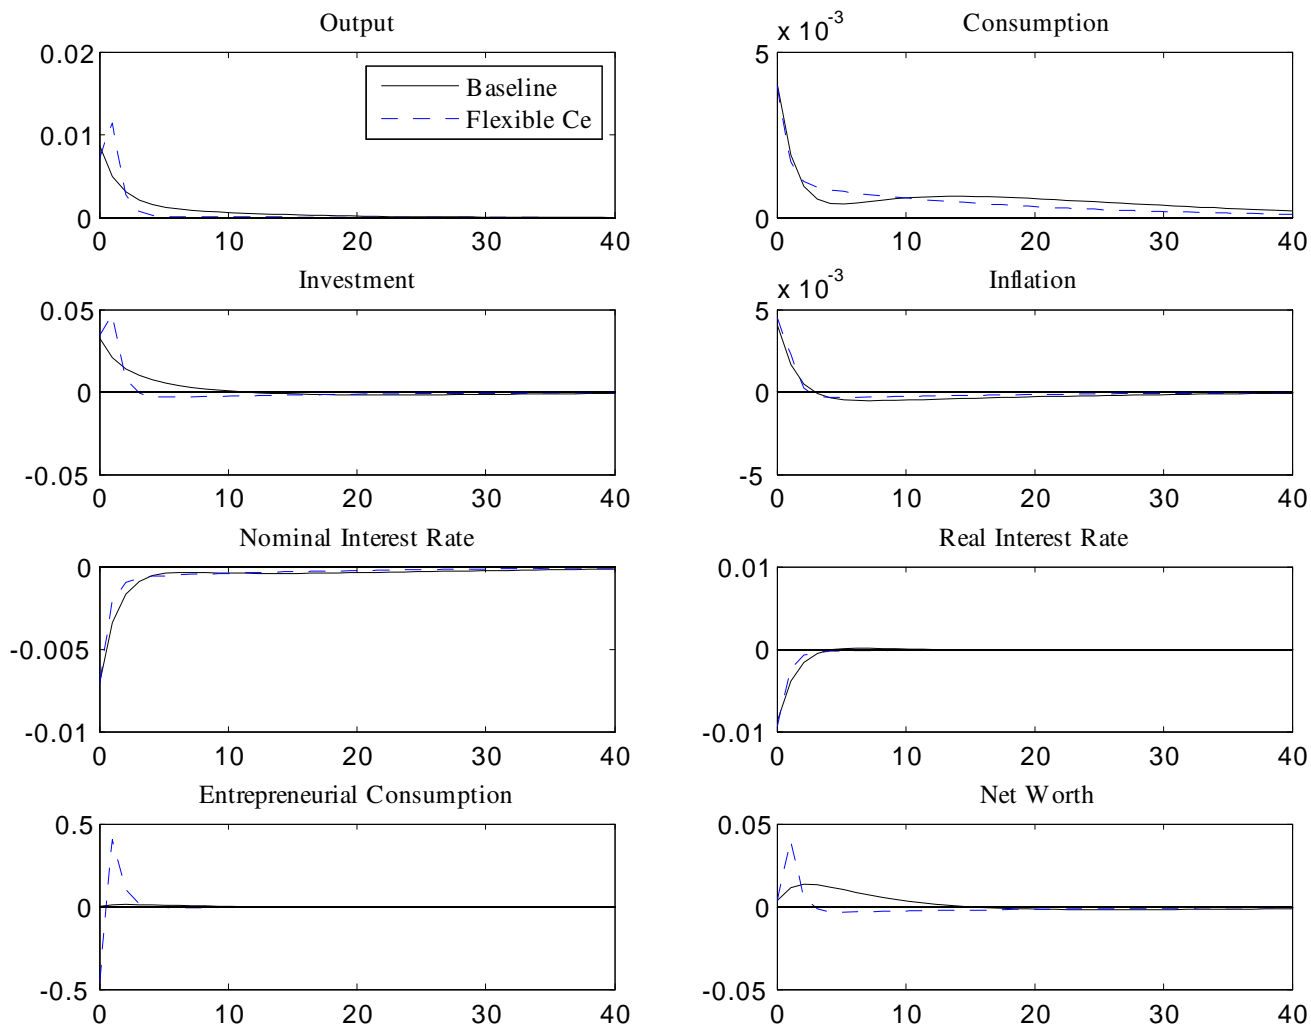 Output
0.02
0.01
0
0 10 20 30 40
Baseline
Flexible Ce
Consumption
x 10^-3
5
0
0 10 20 30 40
Investment
0.05
0
-0.05
0 10 20 30 40
Inflation
x 10^-3
5
0
-5
0 10 20 30 40
Nominal Interest Rate
0
-0.005
-0.01
0 10 20 30 40
Real Interest Rate
0.01
0
-0.01
0 10 20 30 40
Entrepreneurial Consumption
0.5
0
-0.5
0 10 20 30 40
Net Worth
0.05
0
-0.05
0 10 20 30 40